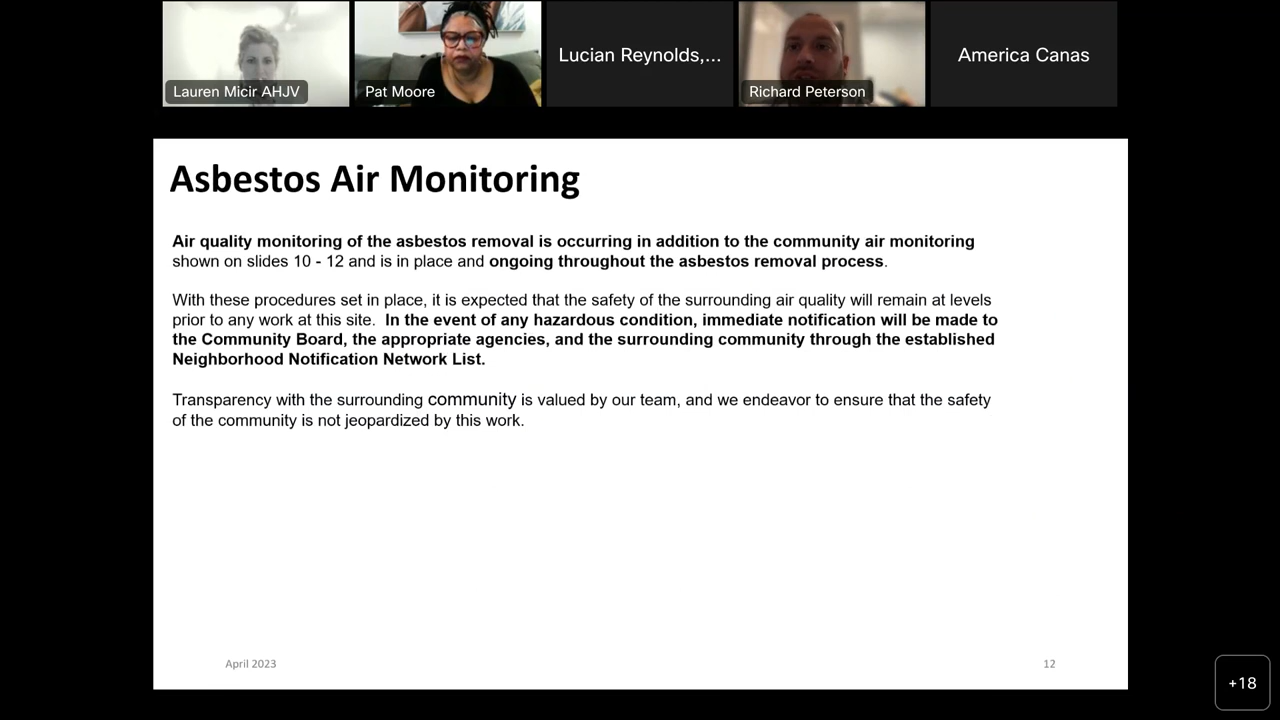 Lauren Micir AHJV
Pat Moore
Lucian Reynolds,...
Richard Peterson
America Canas
Asbestos Air Monitoring
Air quality monitoring of the asbestos removal is occurring in addition to the community air monitoring
shown on slides 10 - 12 and is in place and ongoing throughout the asbestos removal process.
With these procedures set in place, it is expected that the safety of the surrounding air quality will remain at levels
prior to any work at this site. In the event of any hazardous condition, immediate notification will be made to
the Community Board, the appropriate agencies, and the surrounding community through the established
Neighborhood Notification Network List.
Transparency with the surrounding community is valued by our team, and we endeavor to ensure that the safety
of the community is not jeopardized by this work.
April 2023
12
+18